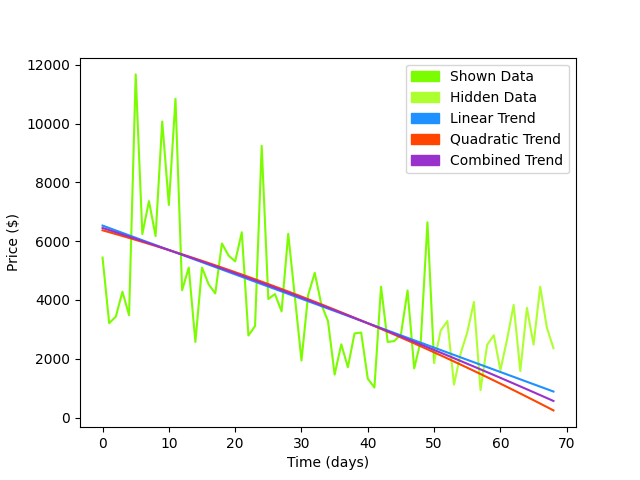 12000
10000
8000
6000
4000
2000
0
Price ($)
0 10 20 30 40 50 60 70
Time (days)
Shown Data
Hidden Data
Linear Trend
Quadratic Trend
Combined Trend